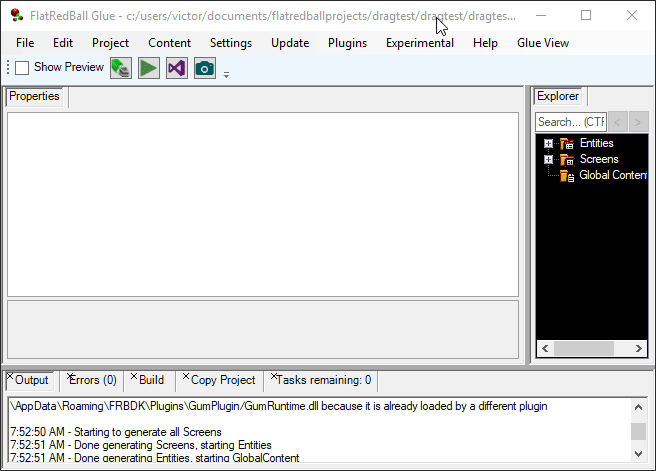 FlatRedBall Glue - c:/users/victor/documents/flatredballprojects/dragtest/dragtest/dragtes...
File Edit Project Content Settings Update Plugins Experimental Help Glue View
Show Preview
Properties
Explorer
Search... (CTF
< >
Entities
Screens
Global Conten
Output Errors (0) Build Copy Project Tasks remaining: 0
\AppData\Roaming\FRBDK\Plugins\GumPlugin/GumRuntime.dll because it is already loaded by a different plugin
7:52:50 AM - Starting to generate all Screens
7:52:51 AM - Done generating Screens, starting Entities
7:52:51 AM - Done generating Entities, starting GlobalContent